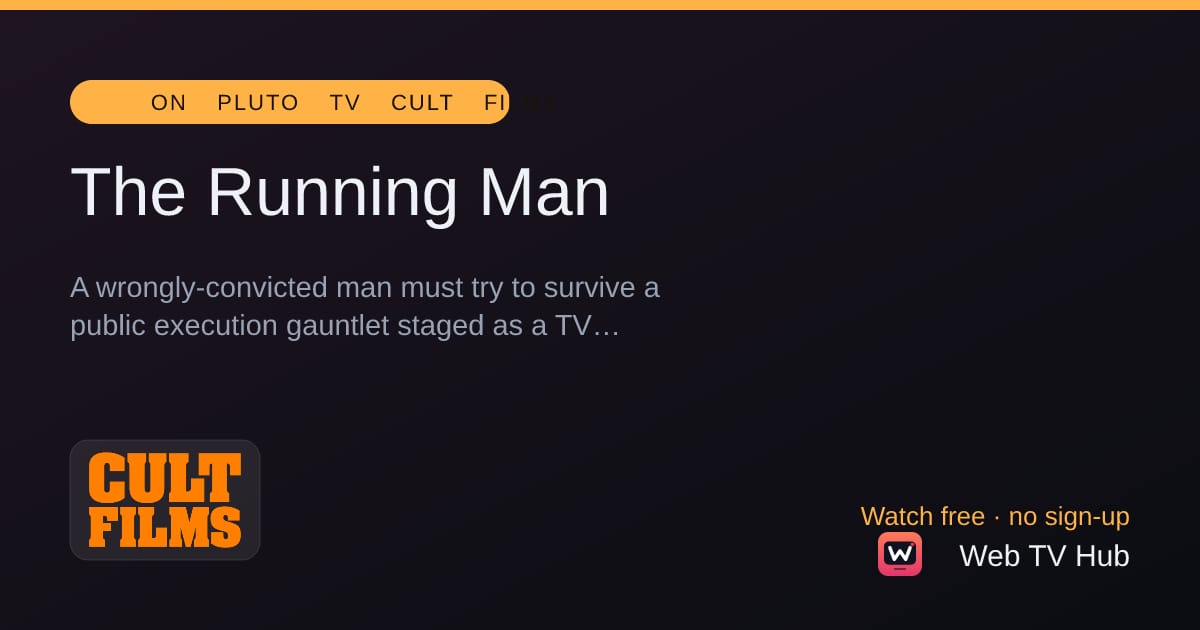 ON PLUTO TV CULT FILMS
The Running Man
A wrongly-convicted man must try to survive a
public execution gauntlet staged as a TV…
CULT
FILMS
Watch free · no sign-up
W
Web TV Hub